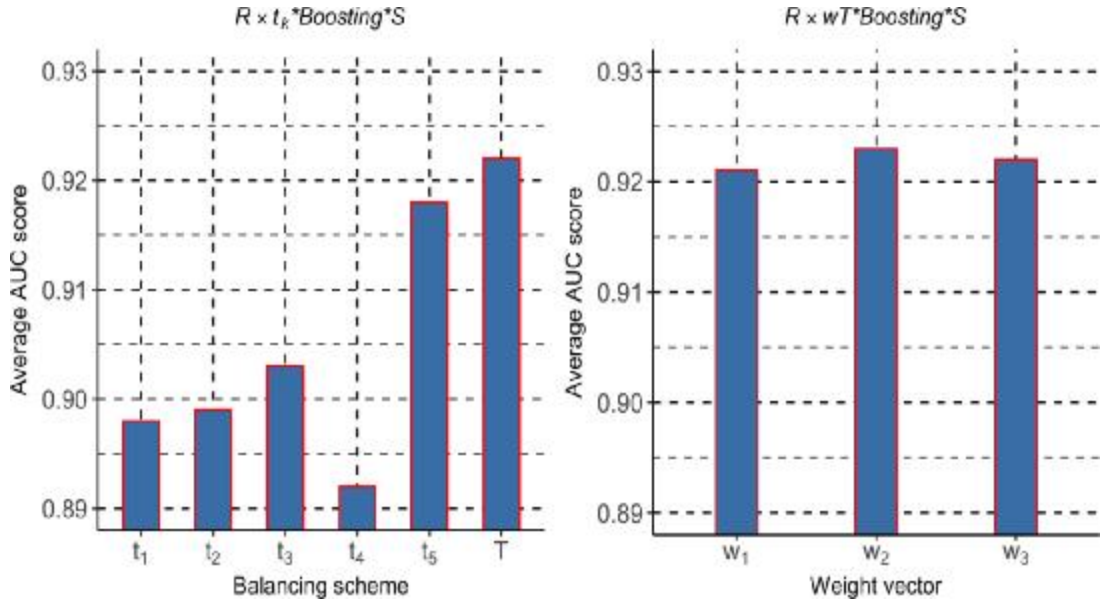 R × tₖ*Boosting*S
0.93
0.92
0.91
0.90
0.89
Average AUC score
t₁ t₂ t₃ t₄ t₅ T
Balancing scheme
R × wT*Boosting*S
0.93
0.92
0.91
0.90
0.89
Average AUC score
w₁ w₂ w₃
Weight vector